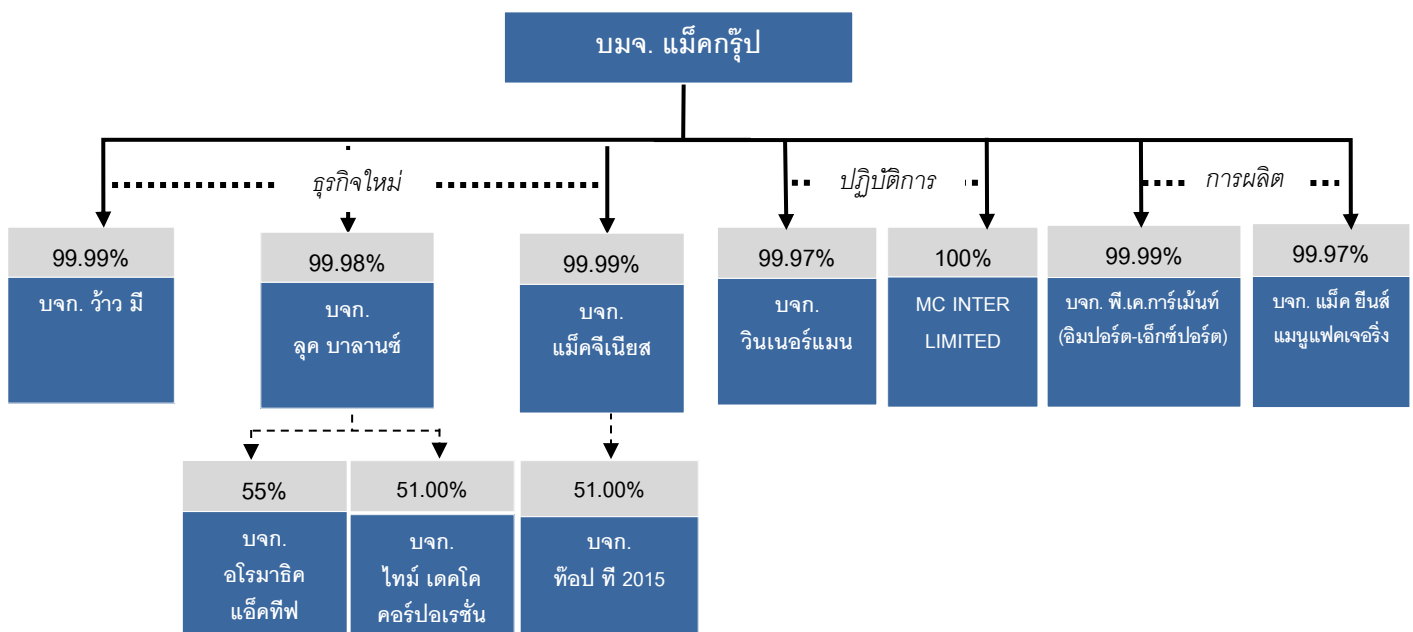 บมจ. แม็คกรุ๊ป
ธุรกิจใหม่
ปฏิบัติการ
การผลิต
99.99%
บจก. ว้าว มี
99.98%
บจก.
ลุค บาลานซ์
99.99%
บจก.
แม็คจีเนียส
99.97%
บจก.
วินเนอร์แมน
100%
MC INTER
LIMITED
99.99%
บจก. พี.เค.การ์เม้นท์
(อิมปอร์ต-เอ็กซ์ปอร์ต)
99.97%
บจก. แม็ค ยีนส์
แมนูแฟคเจอริ่ง
55%
บจก.
อโรมาธิค
แอ็คทีฟ
51.00%
บจก.
ไทม์ เดคโค
คอร์ปอเรชั่น
51.00%
บจก.
ท๊อป ที 2015